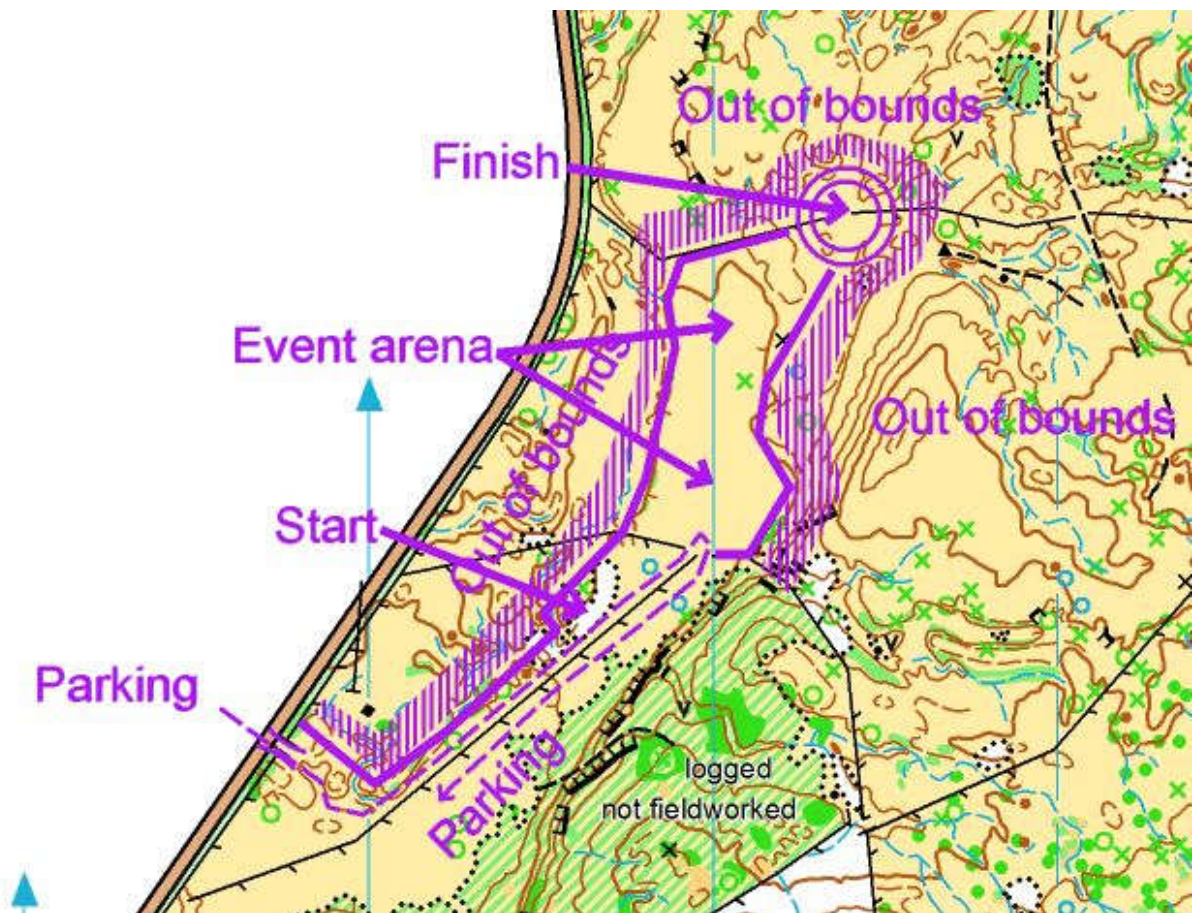 Out of bounds
Finish
Event arena
Out of bounds
Out of bounds
Start
Parking
Parking
logged
not fieldworked